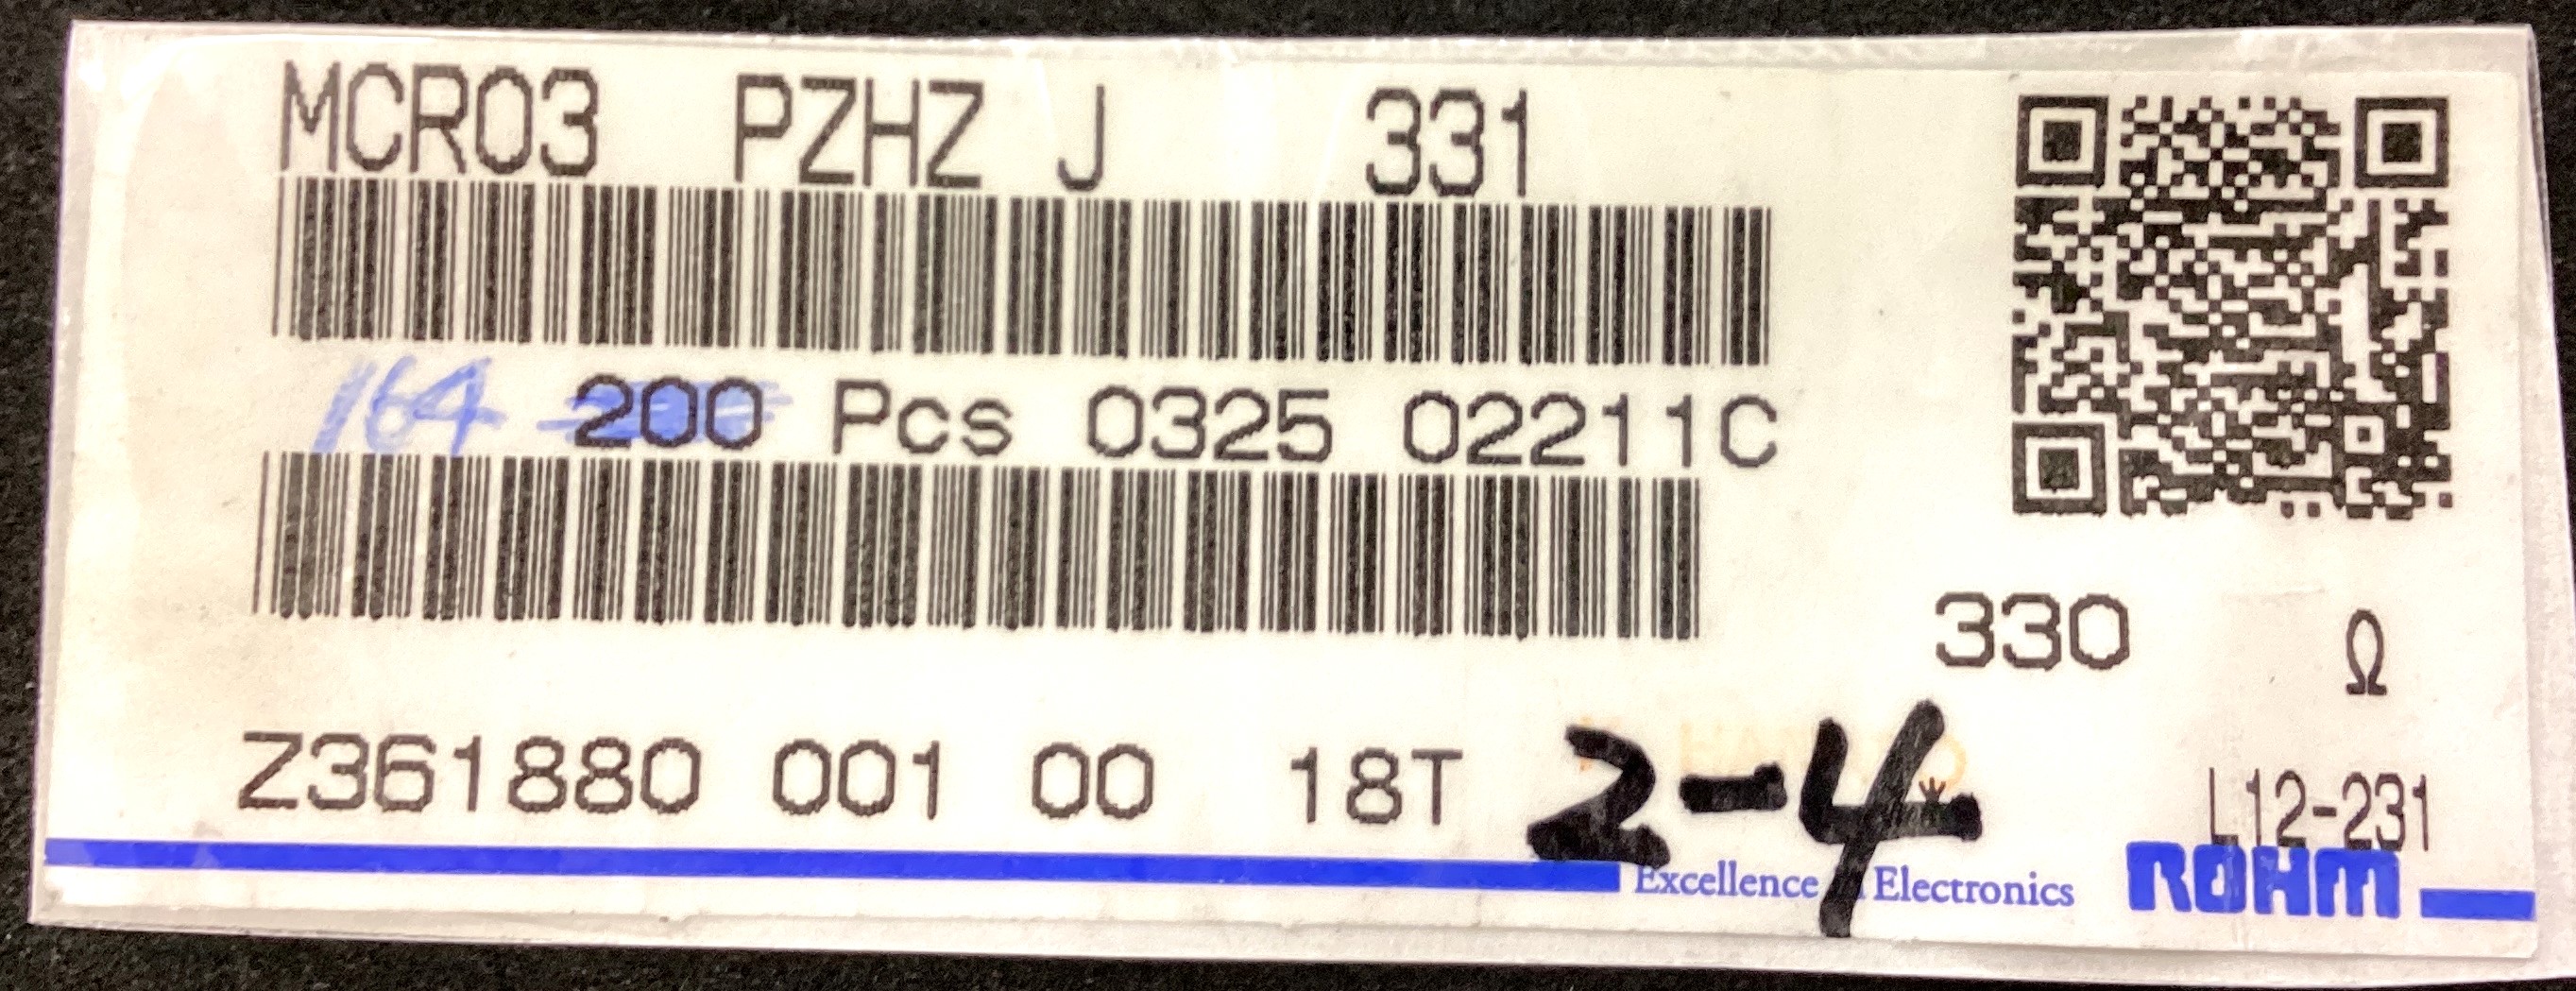 MCR03 PZHZ J 331
164 200 Pcs 0325 02211C
330 Ω
Z361880 001 00 18T 2-4
L12-231
Excellence Electronics ROHM